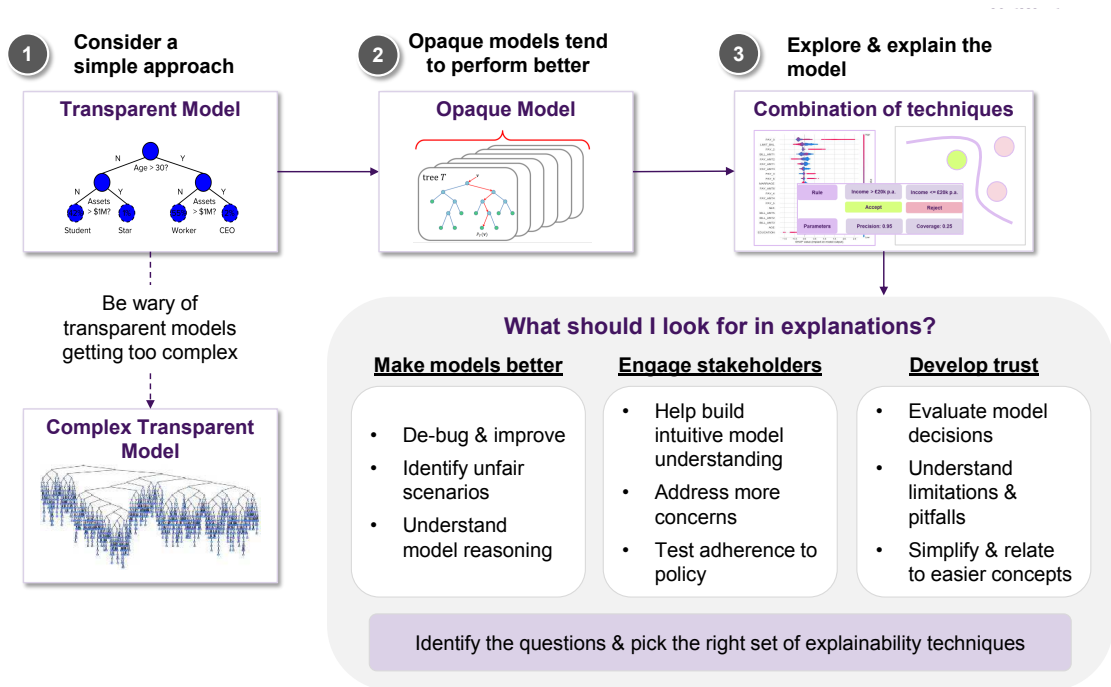 1
Consider a
simple approach
2
Opaque models tend
to perform better
3
Explore & explain the
model
Transparent Model
N
Y
Age > 30?
N
Y
N
Y
Assets
> $1M?
Assets
> $1M?
Student
Star
Worker
CEO
Opaque Model
tree T
Combination of techniques
Rule
Income > £20k p.a.
Income <= £20k p.a.
Accept
Reject
Parameters
Precision: 0.95
Coverage: 0.25
Be wary of
transparent models
getting too complex
Complex Transparent
Model
What should I look for in explanations?
Make models better
• De-bug & improve
• Identify unfair
scenarios
• Understand
model reasoning
Engage stakeholders
• Help build
intuitive model
understanding
• Address more
concerns
• Test adherence to
policy
Develop trust
• Evaluate model
decisions
• Understand
limitations &
pitfalls
• Simplify & relate
to easier concepts
Identify the questions & pick the right set of explainability techniques